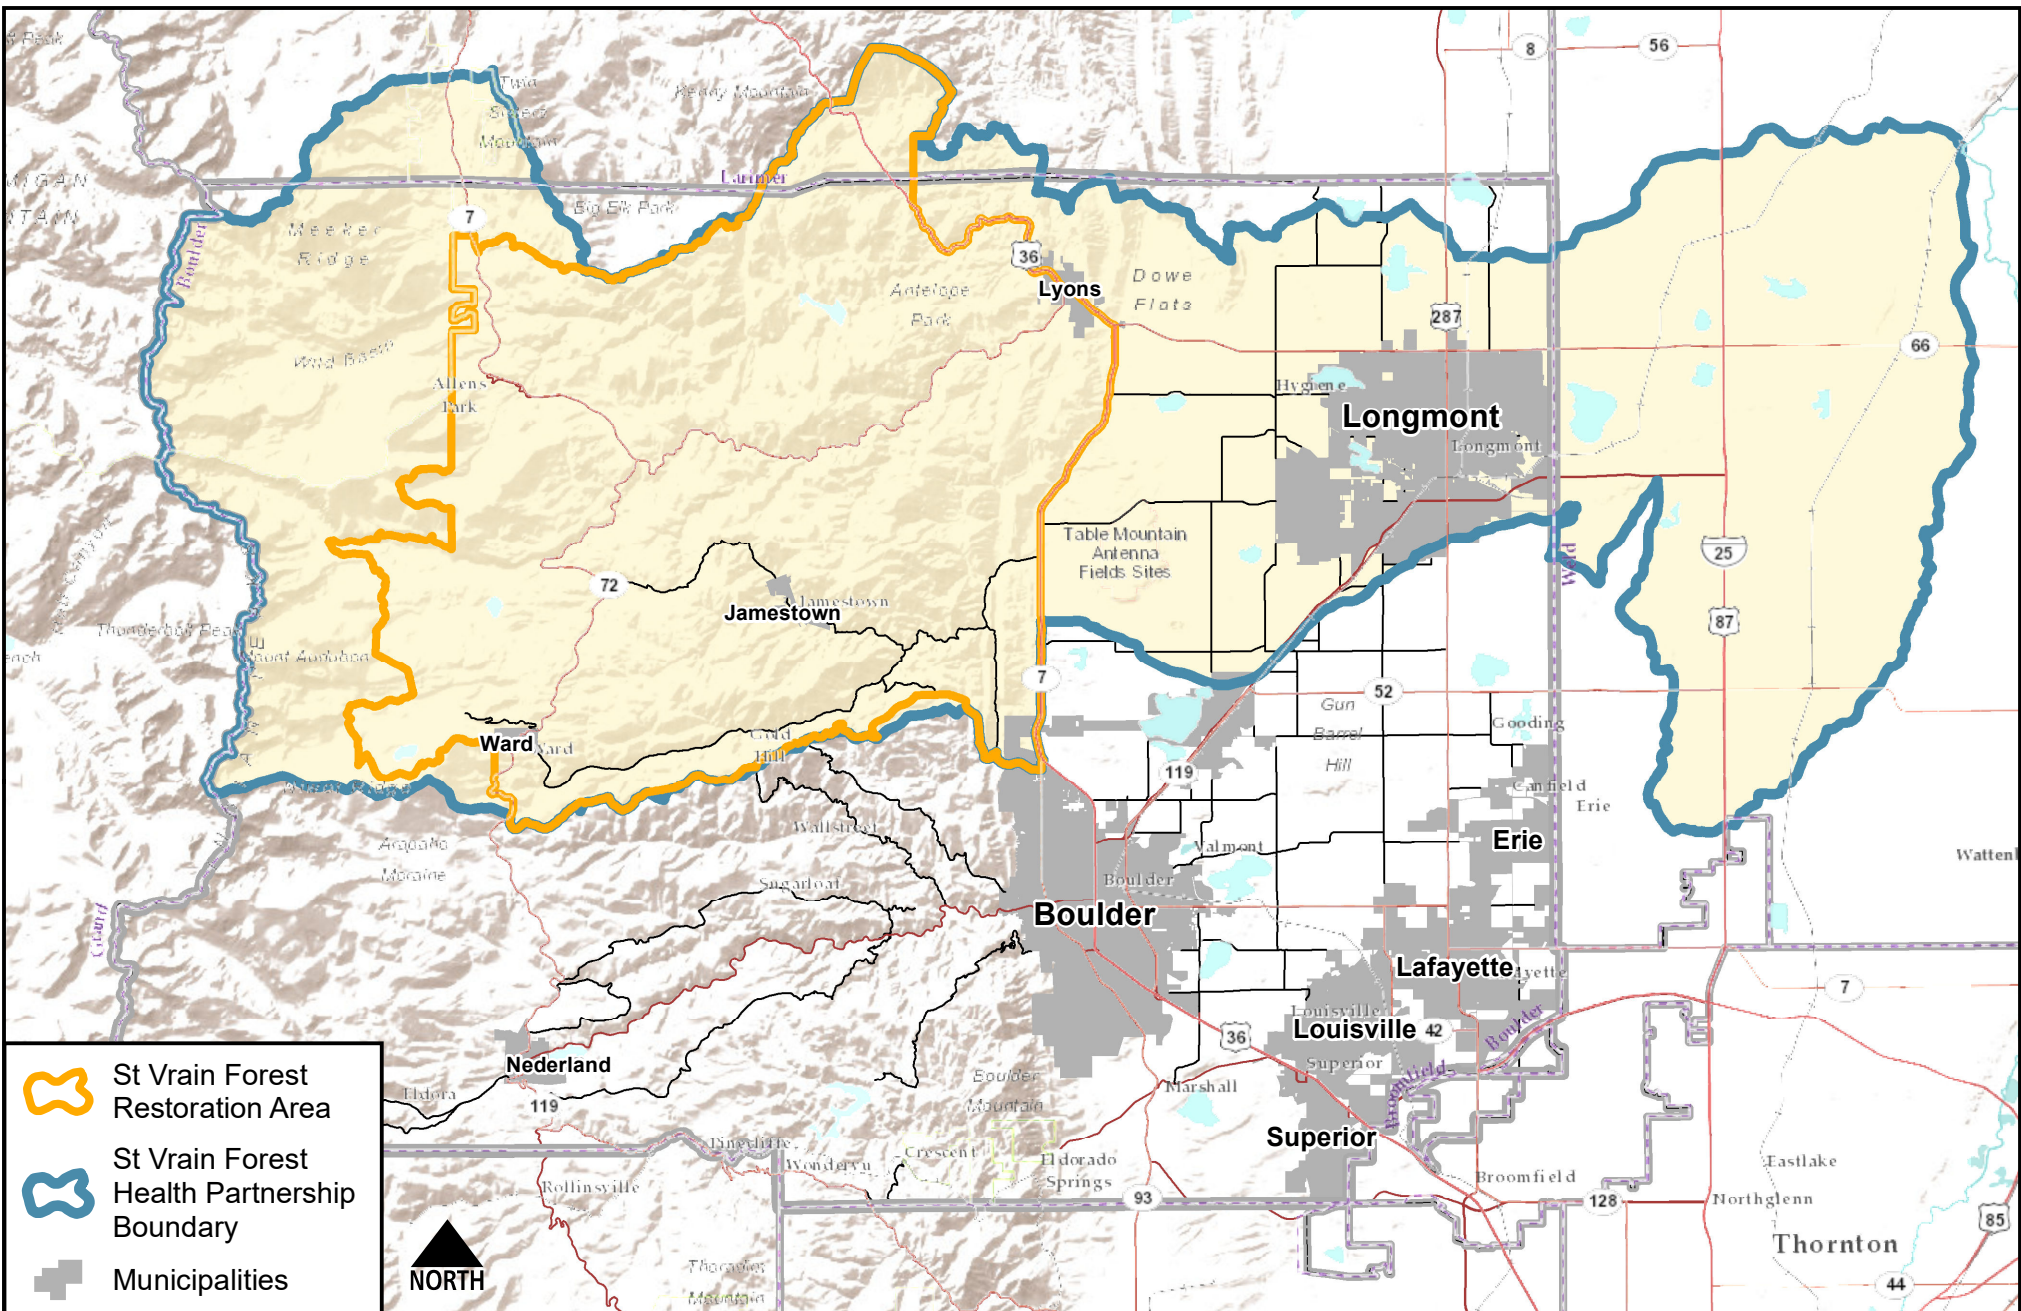 8
56
Twin
Sisters
Mountain
Kenny Mountain
Larimer
Big Elk Park
7
Meeker
Ridge
Boulder
36
Lyons
Dowe
Flats
Antelope
Park
287
66
Wild Basin
Allens
Park
Hygiene
Longmont
Longmont
Table Mountain
Antenna
Fields Sites
25
Weld
72
Jamestown
Jamestown
87
Thunderbolt Peak
Mount Audubon
7
52
Gun
Barrel
Hill
Gooding
Ward
Ward
Gold
Hill
119
Canfield
Erie
Erie
Wallstreet
Arapaho
Moraine
Valmont
Sugarloaf
Boulder
Boulder
Grand
Lafayette
7
Louisville
Louisville
42
36
Boulder
Superior
Nederland
Eldora
119
Boulder
Mountain
Marshall
Broomfield
Superior
Pinecliffe
Wondervu
Crescent
Eldorado
Springs
Rollinsville
93
Broomfield
128
Eastlake
Northglenn
85
Thornton
44
St Vrain Forest
Restoration Area
St Vrain Forest
Health Partnership
Boundary
Municipalities
NORTH